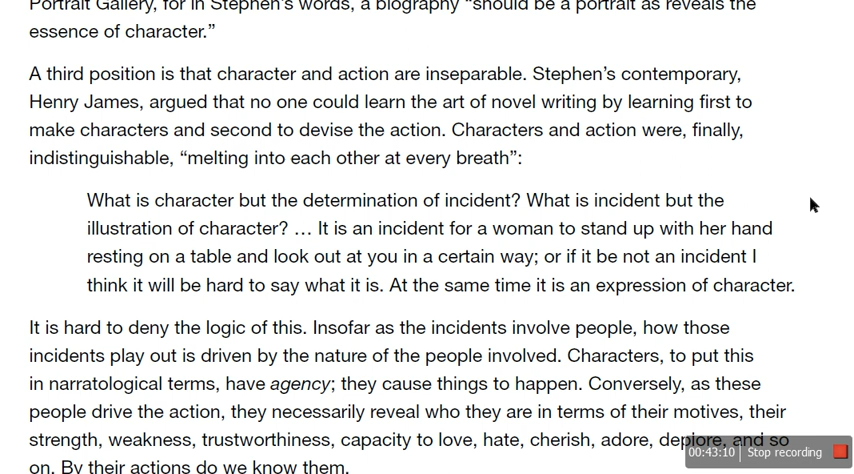 Portrait Gallery, for in Stephen's words, a biography “should be a portrait as reveals the
essence of character.”
A third position is that character and action are inseparable. Stephen’s contemporary,
Henry James, argued that no one could learn the art of novel writing by learning first to
make characters and second to devise the action. Characters and action were, finally,
indistinguishable, “melting into each other at every breath”:
What is character but the determination of incident? What is incident but the
illustration of character? … It is an incident for a woman to stand up with her hand
resting on a table and look out at you in a certain way; or if it be not an incident I
think it will be hard to say what it is. At the same time it is an expression of character.
It is hard to deny the logic of this. Insofar as the incidents involve people, how those
incidents play out is driven by the nature of the people involved. Characters, to put this
in narratological terms, have agency; they cause things to happen. Conversely, as these
people drive the action, they necessarily reveal who they are in terms of their motives, their
strength, weakness, trustworthiness, capacity to love, hate, cherish, adore, deplore, and so
on. By their actions do we know them.
00:43:10 Stop recording